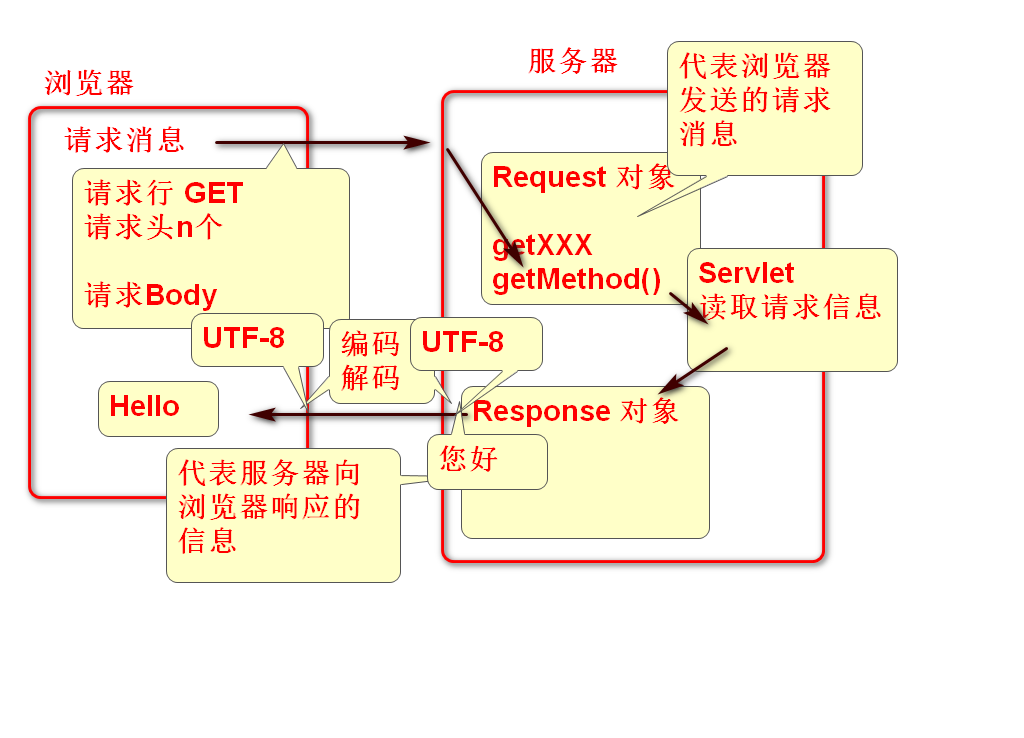 浏览器
请求消息
请求行 GET
请求头n个
请求Body
服务器
代表浏览器
发送的请求
消息
Request 对象
getXXX
getMethod()
Servlet
读取请求信息
UTF-8
编码
解码
UTF-8
Hello
Response 对象
您好
代表服务器向
浏览器响应的
信息